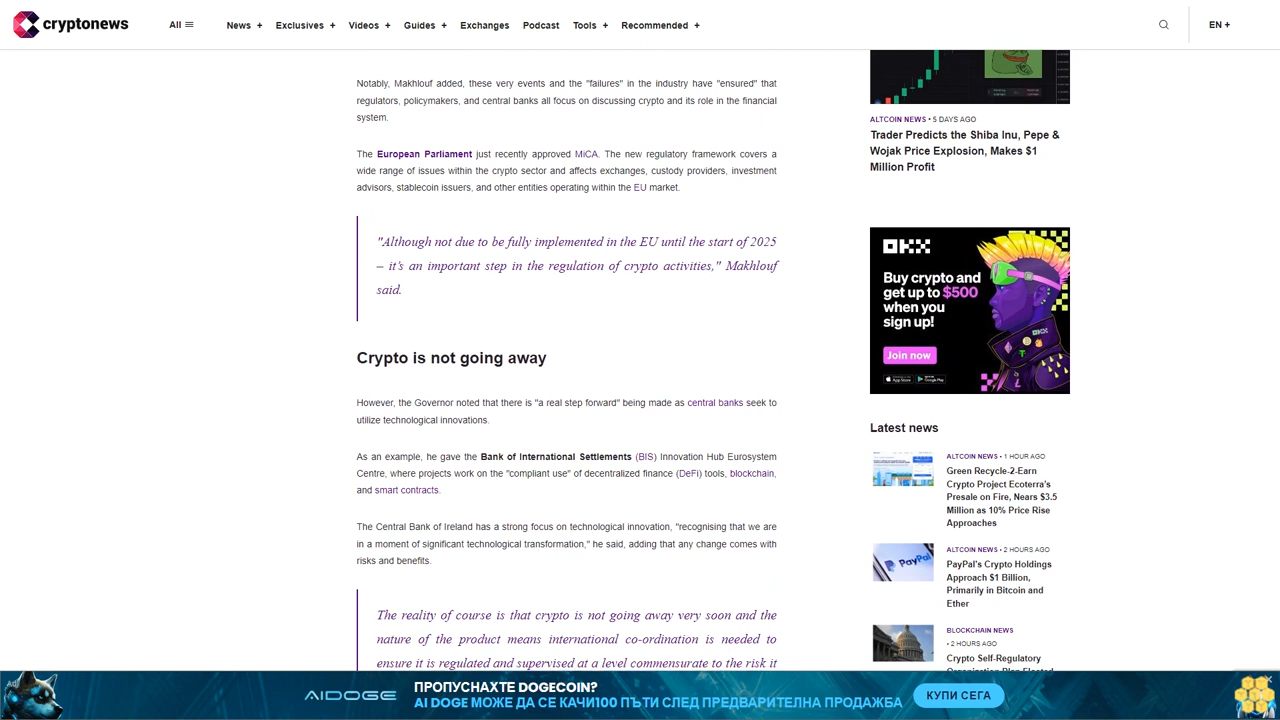 cryptonews
All
News +
Exclusives +
Videos +
Guides +
Exchanges
Podcast
Tools +
Recommended +
EN +
Notably, Makhlouf added, these very events and the "failures" in the industry have "ensured" that
regulators, policymakers, and central banks all focus on discussing crypto and its role in the financial
system.
The European Parliament just recently approved MiCA. The new regulatory framework covers a
wide range of issues within the crypto sector and affects exchanges, custody providers, investment
advisors, stablecoin issuers, and other entities operating within the EU market.
"Although not due to be fully implemented in the EU until the start of 2025
– it's an important step in the regulation of crypto activities," Makhlouf
said.
Crypto is not going away
However, the Governor noted that there is "a real step forward" being made as central banks seek to
utilize technological innovations.
As an example, he gave the Bank of International Settlements (BIS) Innovation Hub Eurosystem
Centre, where projects work on the "compliant use" of decentralized finance (DeFi) tools, blockchain,
and smart contracts.
The Central Bank of Ireland has a strong focus on technological innovation, "recognising that we are
in a moment of significant technological transformation," he said, adding that any change comes with
risks and benefits.
The reality of course is that crypto is not going away very soon and the
nature of the product means international co-ordination is needed to
ensure it is regulated and supervised at a level commensurate to the risk it
ALTCOIN NEWS • 5 DAYS AGO
Trader Predicts the Shiba Inu, Pepe &
Wojak Price Explosion, Makes $1
Million Profit
OKX
Buy crypto and
get up to $500
when you
sign up!
Join now
App Store
Google Play
OKX
Latest news
ALTCOIN NEWS • 1 HOUR AGO
Green Recycle-2-Earn
Crypto Project Ecoterra's
Presale on Fire, Nears $3.5
Million as 10% Price Rise
Approaches
PayPal
ALTCOIN NEWS • 2 HOURS AGO
PayPal's Crypto Holdings
Approach $1 Billion,
Primarily in Bitcoin and
Ether
BLOCKCHAIN NEWS
• 2 HOURS AGO
Crypto Self-Regulatory
AIDOGE
ПРОПУСНАХТЕ DOGECOIN?
AI DOGE МОЖЕ ДА СЕ КАЧИ100 ПЪТИ СЛЕД ПРЕДВАРИТЕЛНА ПРОДАЖБА
КУПИ СЕГА